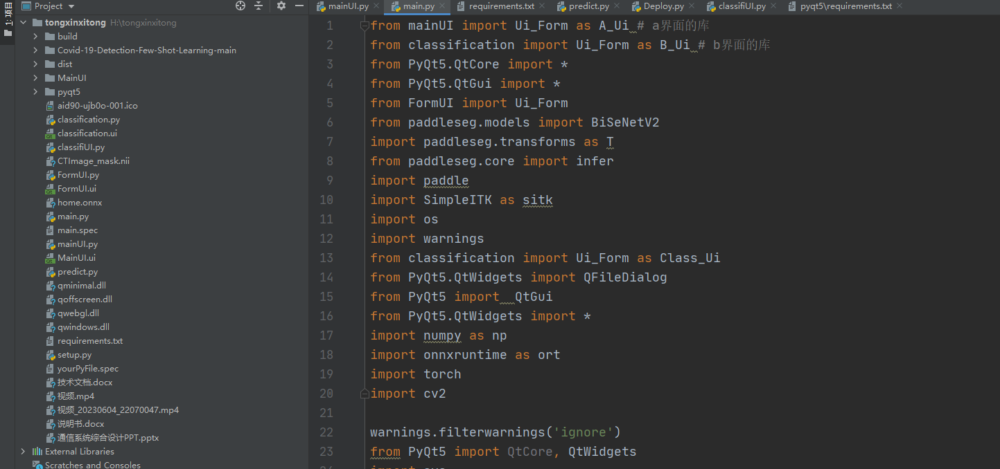 1: 项目
Project
tongxinxitong H:\tongxinxitong
build
Covid-19-Detection-Few-Shot-Learning-main
dist
MainUI
pyqt5
aid90-ujb0o-001.ico
classification.py
classification.ui
classifiUI.py
CTImage_mask.nii
FormUI.py
FormUI.ui
home.onnx
main.py
main.spec
mainUI.py
MainUI.ui
predict.py
qminimal.dll
qoffscreen.dll
qwebgl.dll
qwindows.dll
requirements.txt
setup.py
yourPyFile.spec
技术文档.docx
视频.mp4
视频_20230604_22070047.mp4
说明书.docx
通信系统综合设计PPT.pptx
External Libraries
Scratches and Consoles
mainUI.py main.py requirements.txt predict.py Deploy.py classifiUI.py pyqt5\requirements.txt
1 from mainUI import Ui_Form as A_Ui # a界面的库
2 from classification import Ui_Form as B_Ui # b界面的库
3 from PyQt5.QtCore import *
4 from PyQt5.QtGui import *
5 from FormUI import Ui_Form
6 from paddleseg.models import BiSeNetV2
7 import paddleseg.transforms as T
8 from paddleseg.core import infer
9 import paddle
10 import SimpleITK as sitk
11 import os
12 import warnings
13 from classification import Ui_Form as Class_Ui
14 from PyQt5.QtWidgets import QFileDialog
15 from PyQt5 import  QtGui
16 from PyQt5.QtWidgets import *
17 import numpy as np
18 import onnxruntime as ort
19 import torch
20 import cv2
21
22 warnings.filterwarnings('ignore')
23 from PyQt5 import QtCore, QtWidgets